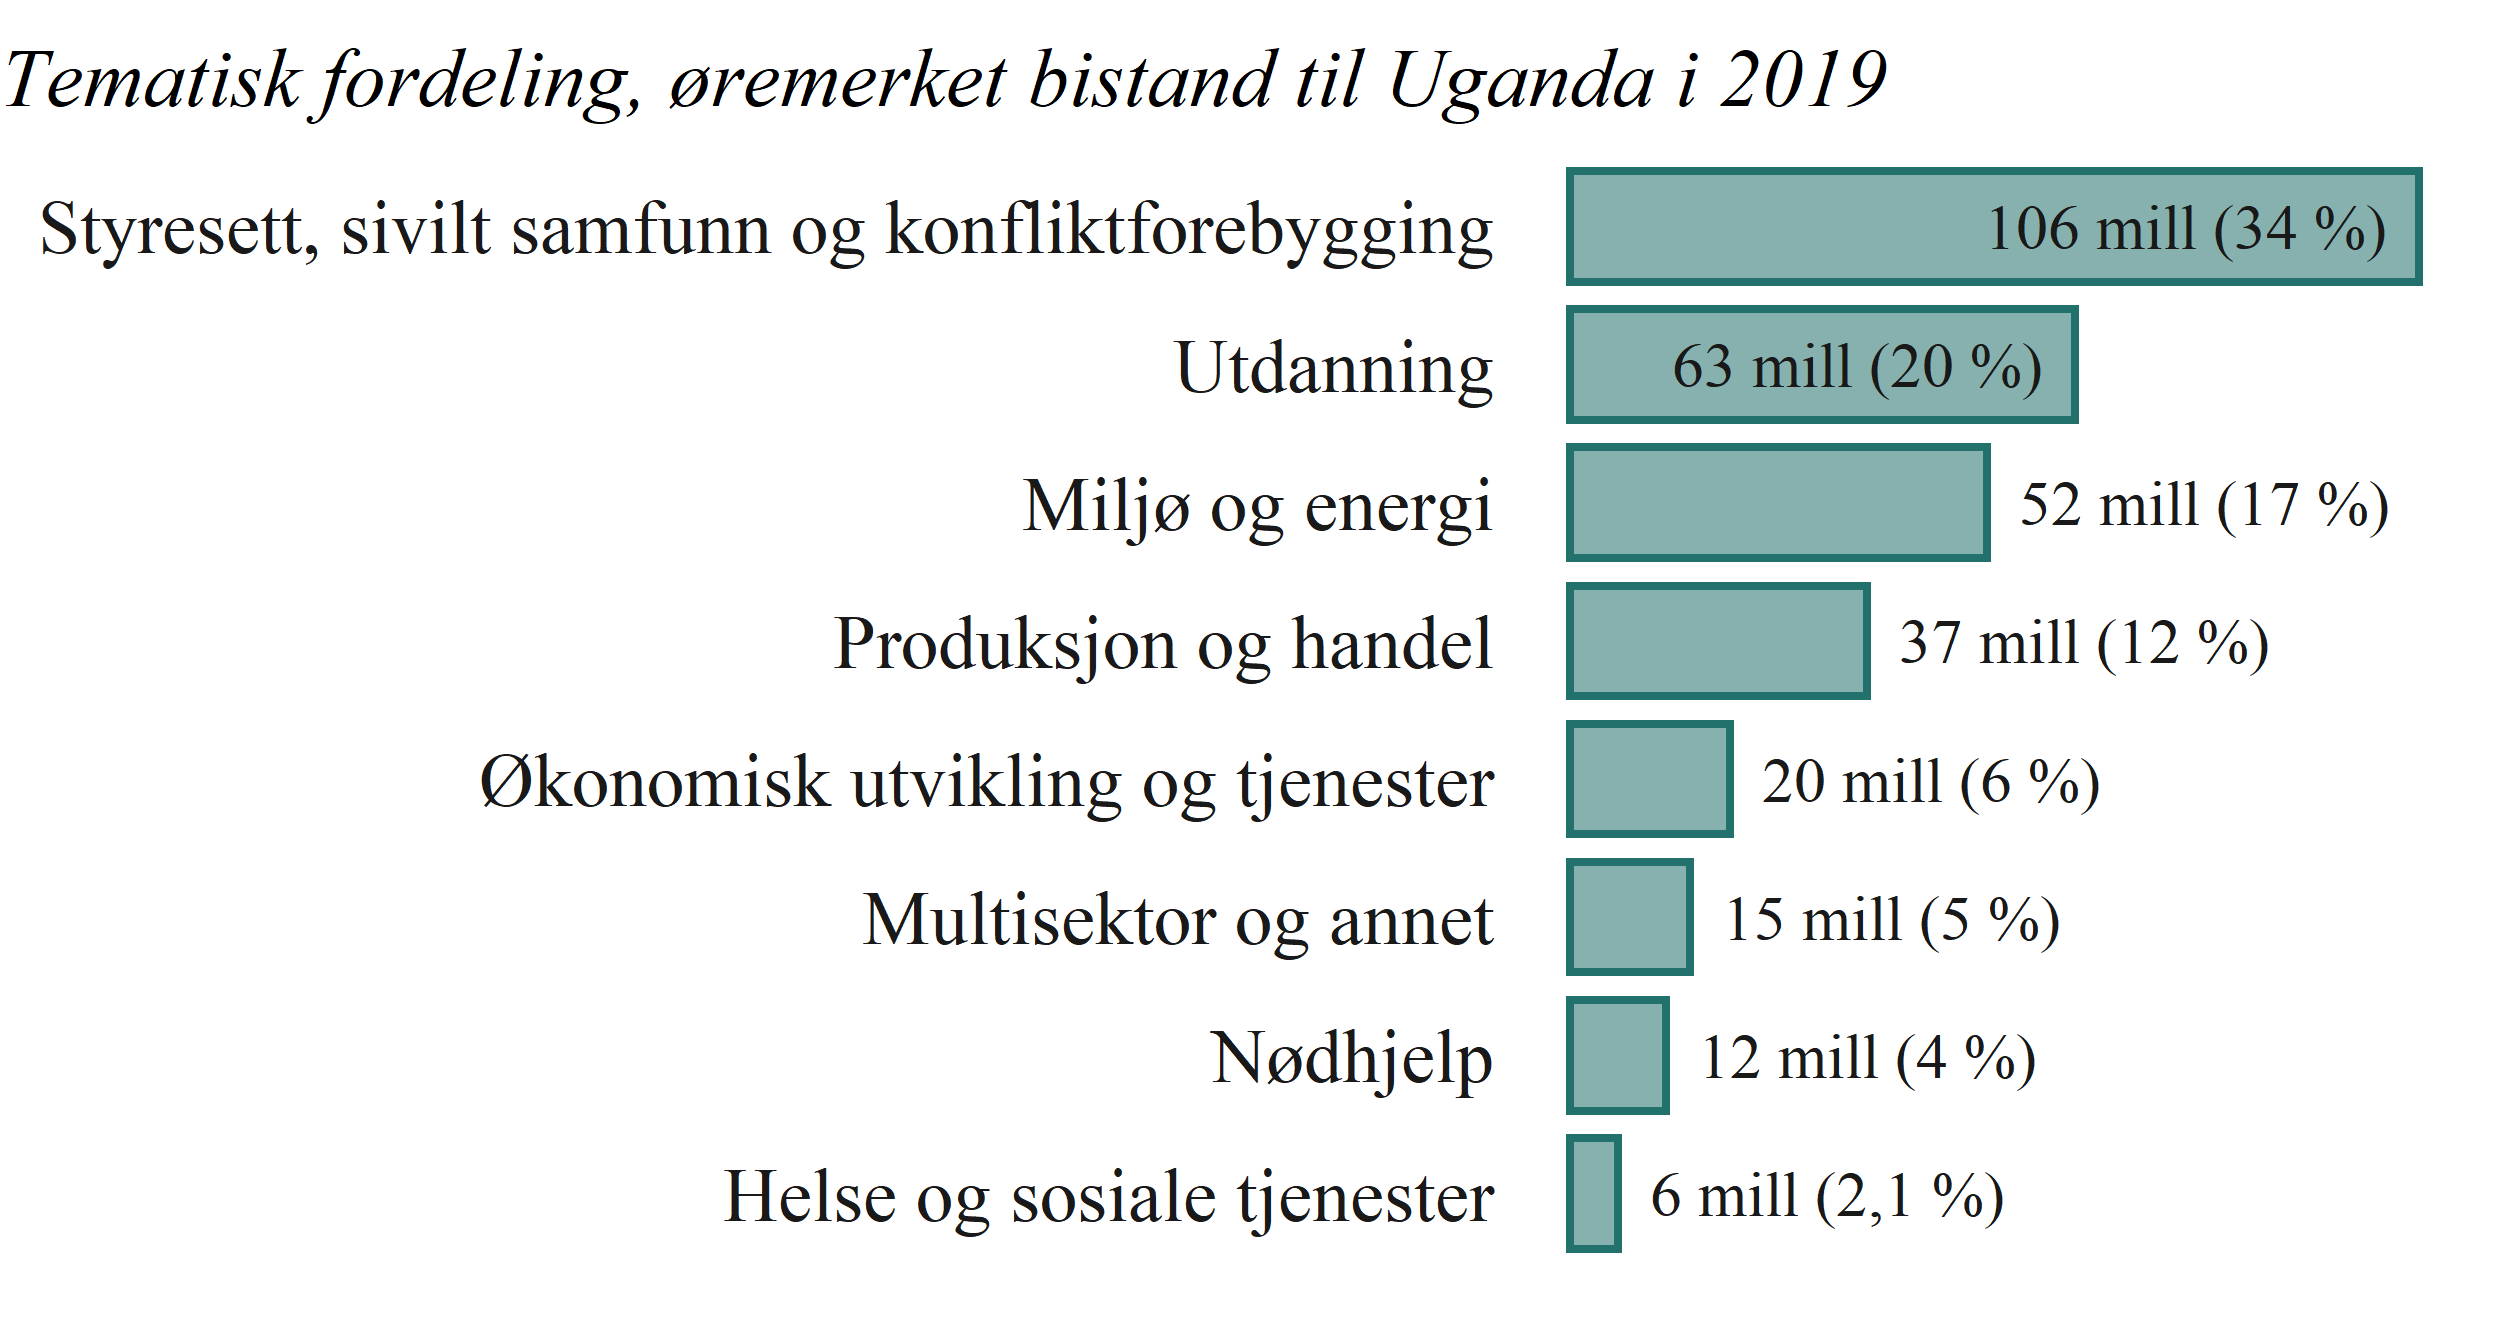 Tematisk fordeling, øremerket bistand til Uganda i 2019
Styresett, sivilt samfunn og konfliktforebygging 106 mill (34 %)
Utdanning 63 mill (20 %)
Miljø og energi 52 mill (17 %)
Produksjon og handel 37 mill (12 %)
Økonomisk utvikling og tjenester 20 mill (6 %)
Multisektor og annet 15 mill (5 %)
Nødhjelp 12 mill (4 %)
Helse og sosiale tjenester 6 mill (2,1 %)